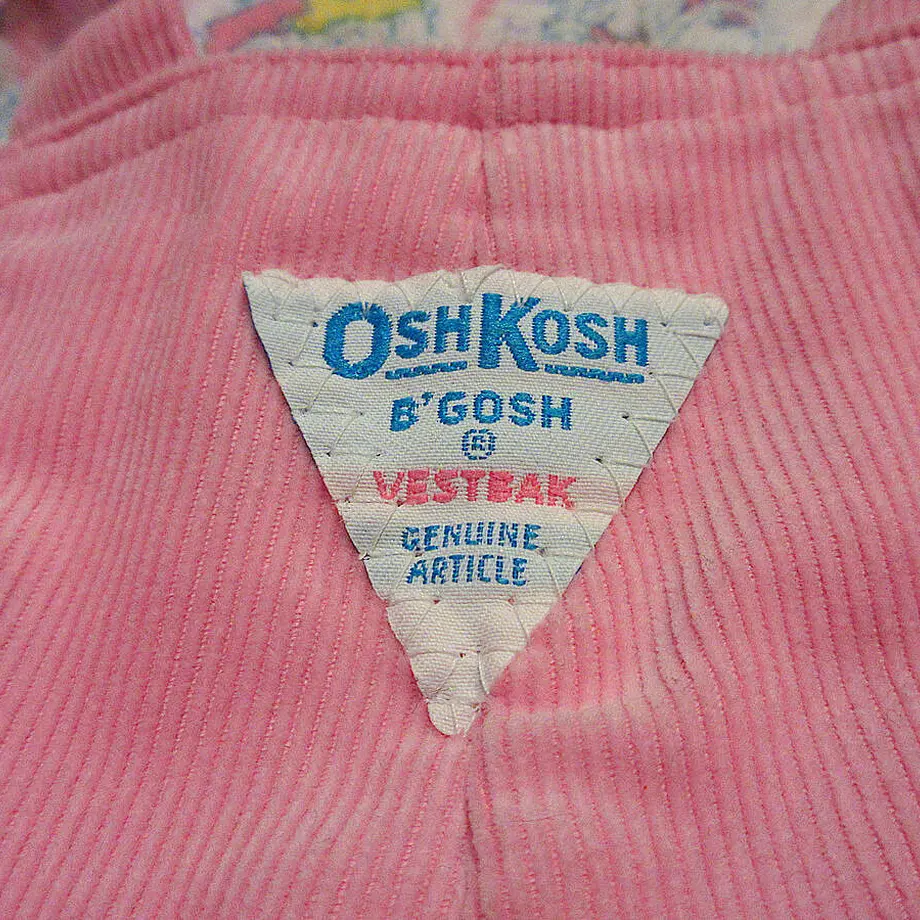 OSHKOSH
B'GOSH
®
VESTBAK
GENUINE
ARTICLE